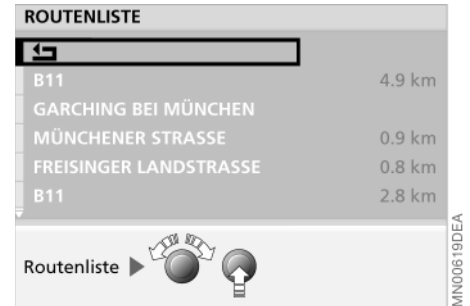 ROUTENLISTE
B11 4.9 km
GARCHING BEI MÜNCHEN
MÜNCHENER STRASSE 0.9 km
FREISINGER LANDSTRASSE 0.8 km
B11 2.8 km
Routenliste
MN00619DEA